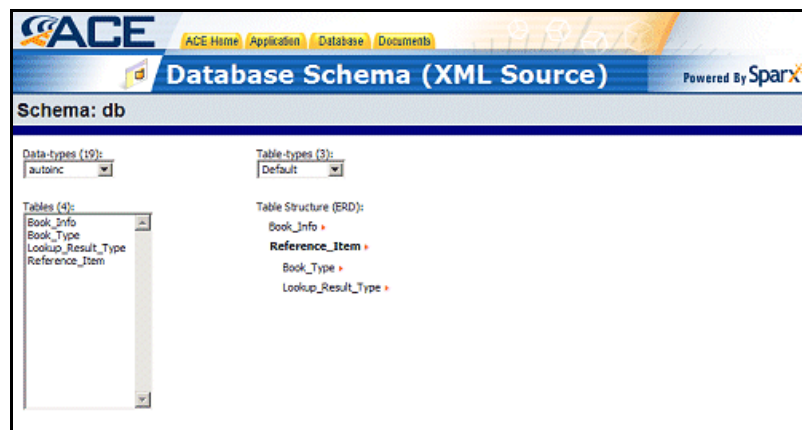 ACE
ACE Home Application Database Documents
Database Schema (XML Source)
Powered By Sparx
Schema: db
Data-types (19):
autoinc
Table-types (3):
Default
Tables (4):
Book_Info
Book_Type
Lookup_Result_Type
Reference_Item
Table Structure (ERD):
Book_Info
Reference_Item
Book_Type
Lookup_Result_Type